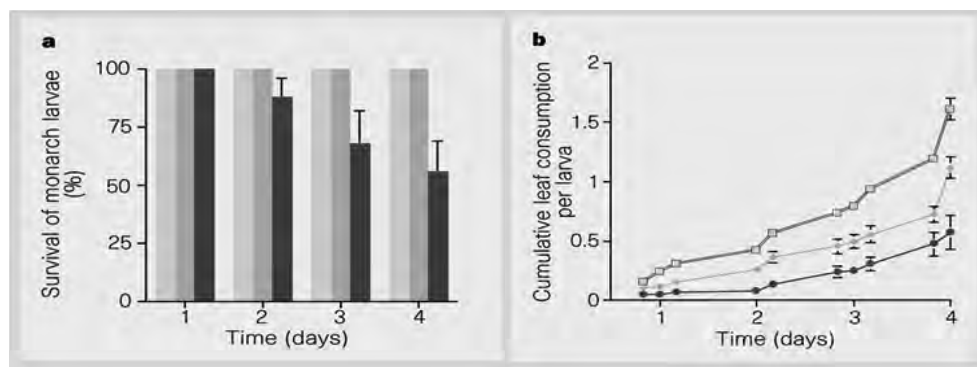 a
Survival of monarch larvae
(%)
100
75
50
25
0
1 2 3 4
Time (days)
b
Cumulative leaf consumption
per larva
2
1.5
1
0.5
0
1 2 3 4
Time (days)